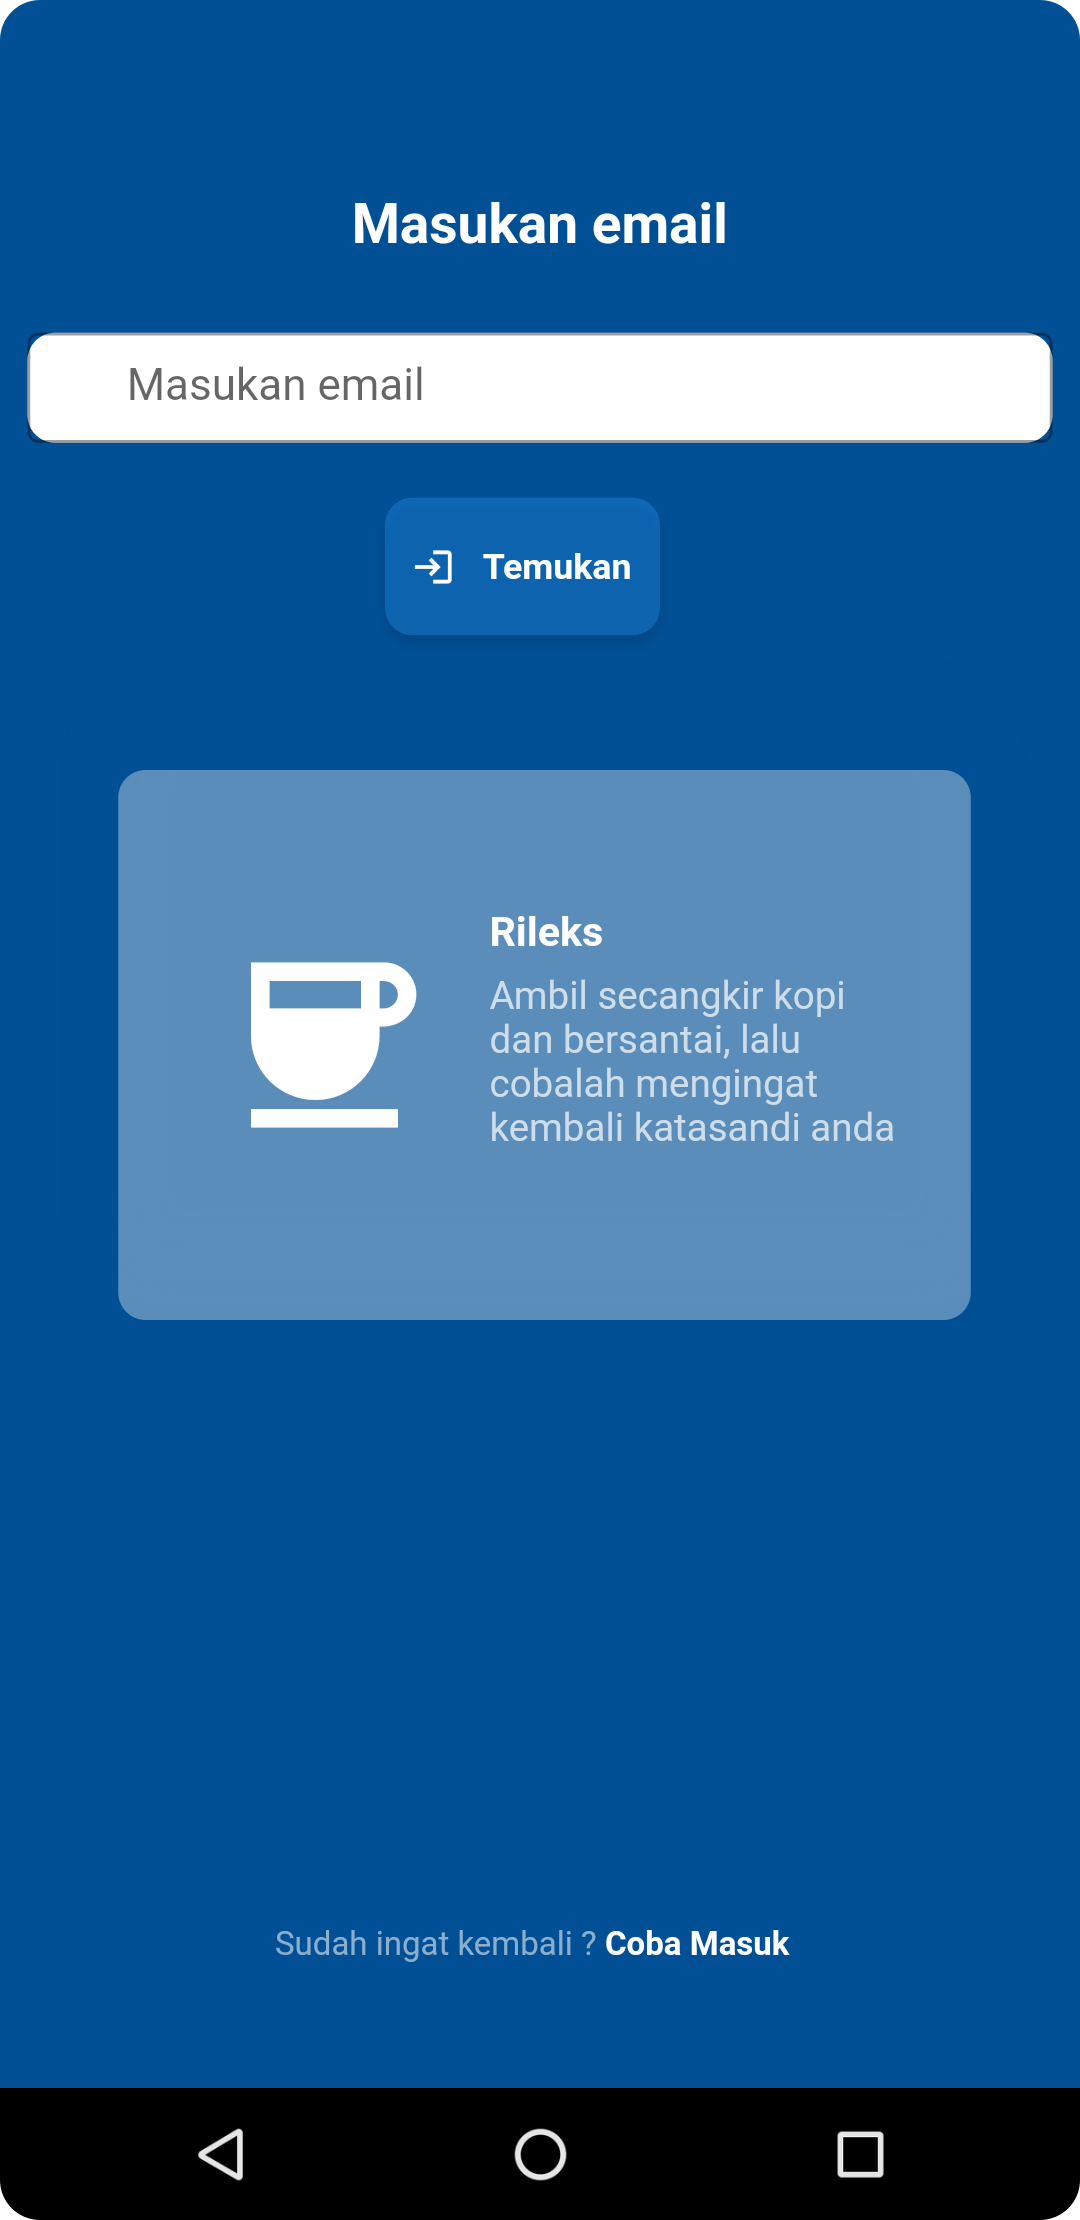 Masukan email
Masukan email
Temukan
Rileks
Ambil secangkir kopi
dan bersantai, lalu
cobalah mengingat
kembali katasandi anda
Sudah ingat kembali ? Coba Masuk